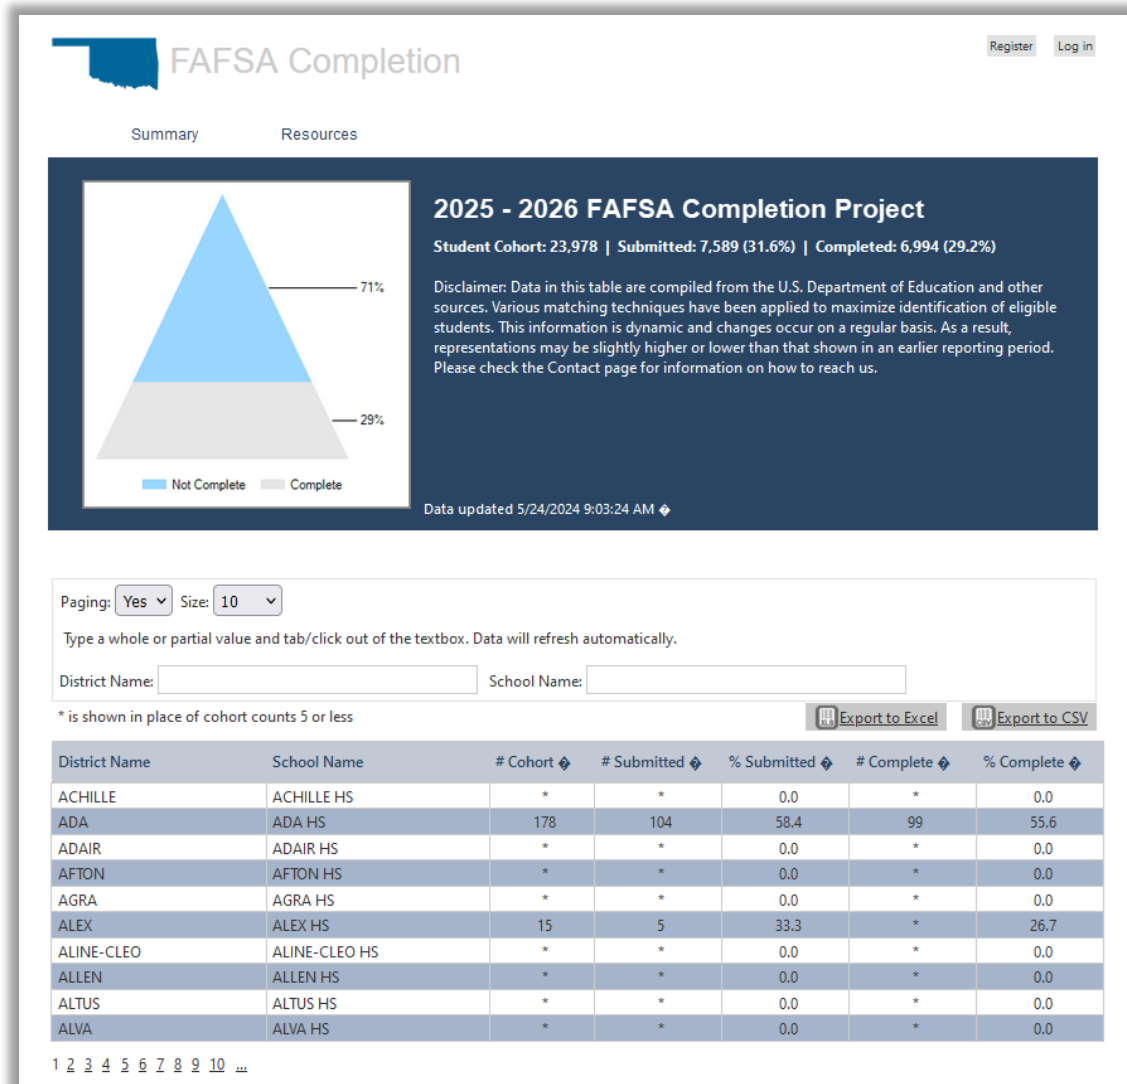 FAFSA Completion
Register Log in
Summary Resources
2025 - 2026 FAFSA Completion Project
Student Cohort: 23,978 | Submitted: 7,589 (31.6%) | Completed: 6,994 (29.2%)
Disclaimer: Data in this table are compiled from the U.S. Department of Education and other
sources. Various matching techniques have been applied to maximize identification of eligible
students. This information is dynamic and changes occur on a regular basis. As a result,
representations may be slightly higher or lower than that shown in an earlier reporting period.
Please check the Contact page for information on how to reach us.
71%
29%
Not Complete Complete
Data updated 5/24/2024 9:03:24 AM �
Paging: Yes Size: 10
Type a whole or partial value and tab/click out of the textbox. Data will refresh automatically.
District Name: School Name:
* is shown in place of cohort counts 5 or less
XLS Export to Excel CSV Export to CSV
District Name School Name # Cohort � # Submitted � % Submitted � # Complete � % Complete �
ACHILLE ACHILLE HS * * 0.0 * 0.0
ADA ADA HS 178 104 58.4 99 55.6
ADAIR ADAIR HS * * 0.0 * 0.0
AFTON AFTON HS * * 0.0 * 0.0
AGRA AGRA HS * * 0.0 * 0.0
ALEX ALEX HS 15 5 33.3 * 26.7
ALINE-CLEO ALINE-CLEO HS * * 0.0 * 0.0
ALLEN ALLEN HS * * 0.0 * 0.0
ALTUS ALTUS HS * * 0.0 * 0.0
ALVA ALVA HS * * 0.0 * 0.0
1 2 3 4 5 6 7 8 9 10 ...